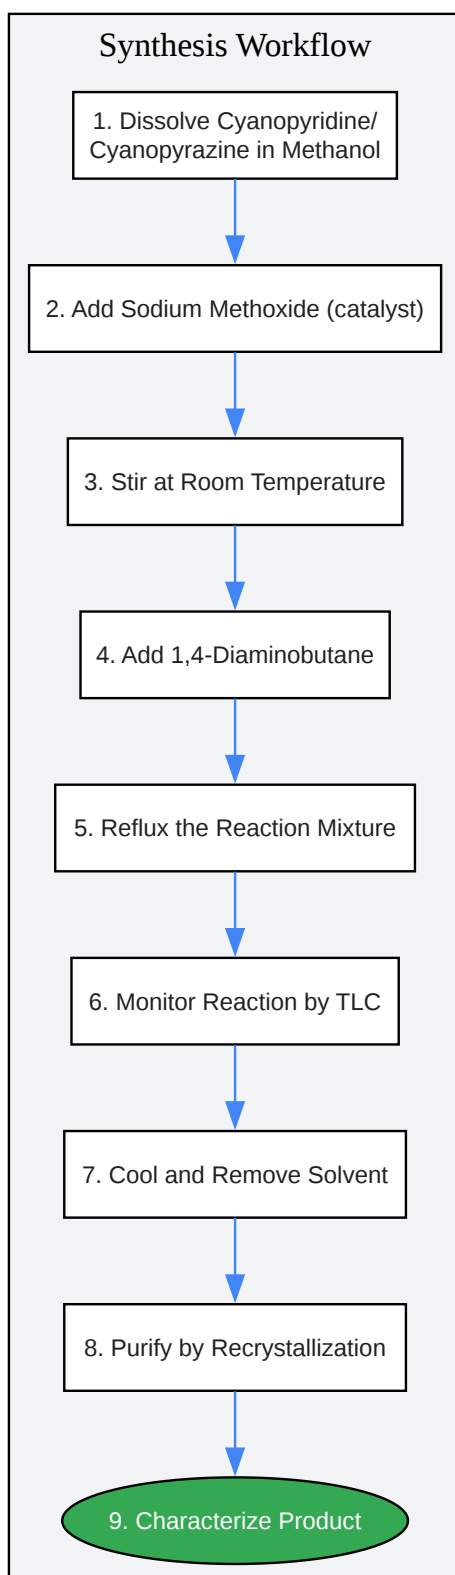 Synthesis Workflow
1. Dissolve Cyanopyridine/
Cyanopyrazine in Methanol
2. Add Sodium Methoxide (catalyst)
3. Stir at Room Temperature
4. Add 1,4-Diaminobutane
5. Reflux the Reaction Mixture
6. Monitor Reaction by TLC
7. Cool and Remove Solvent
8. Purify by Recrystallization
9. Characterize Product